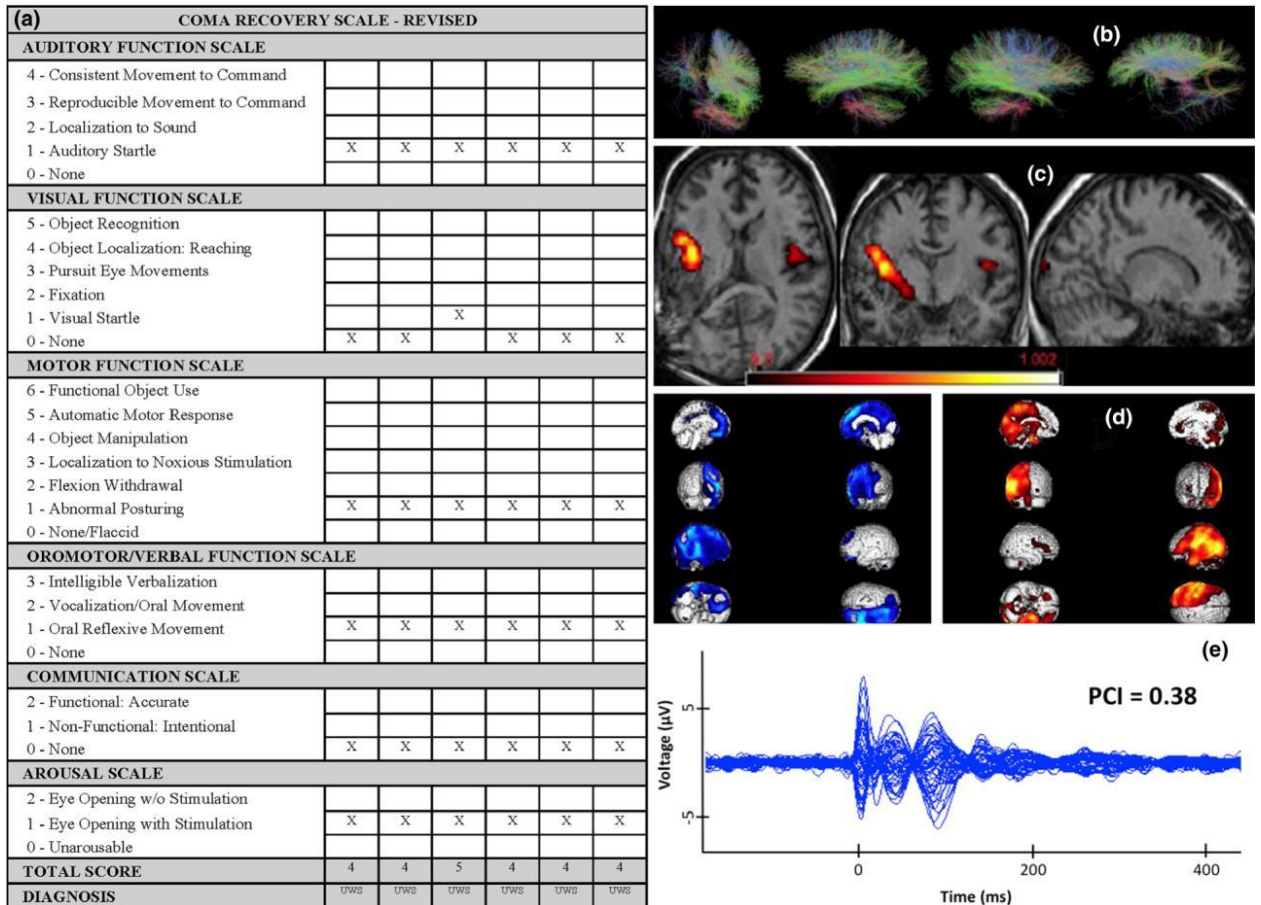 (a) COMA RECOVERY SCALE - REVISED
AUDITORY FUNCTION SCALE
4 - Consistent Movement to Command
3 - Reproducible Movement to Command
2 - Localization to Sound
1 - Auditory Startle X X X X X X
0 - None
VISUAL FUNCTION SCALE
5 - Object Recognition
4 - Object Localization: Reaching
3 - Pursuit Eye Movements
2 - Fixation
1 - Visual Startle X
0 - None X X X X X
MOTOR FUNCTION SCALE
6 - Functional Object Use
5 - Automatic Motor Response
4 - Object Manipulation
3 - Localization to Noxious Stimulation
2 - Flexion Withdrawal
1 - Abnormal Posturing X X X X X X
0 - None/Flaccid
OROMOTOR/VERBAL FUNCTION SCALE
3 - Intelligible Verbalization
2 - Vocalization/Oral Movement
1 - Oral Reflexive Movement X X X X X X
0 - None
COMMUNICATION SCALE
2 - Functional: Accurate
1 - Non-Functional: Intentional
0 - None X X X X X X
AROUSAL SCALE
2 - Eye Opening w/o Stimulation
1 - Eye Opening with Stimulation X X X X X X
0 - Unarousable
TOTAL SCORE 4 4 5 4 4 4
DIAGNOSIS UWS UWS UWS UWS UWS UWS
(b)
(c)
1.002
(d)
(e)
PCI = 0.38
Voltage (µV)
5
-5
0 200 400
Time (ms)